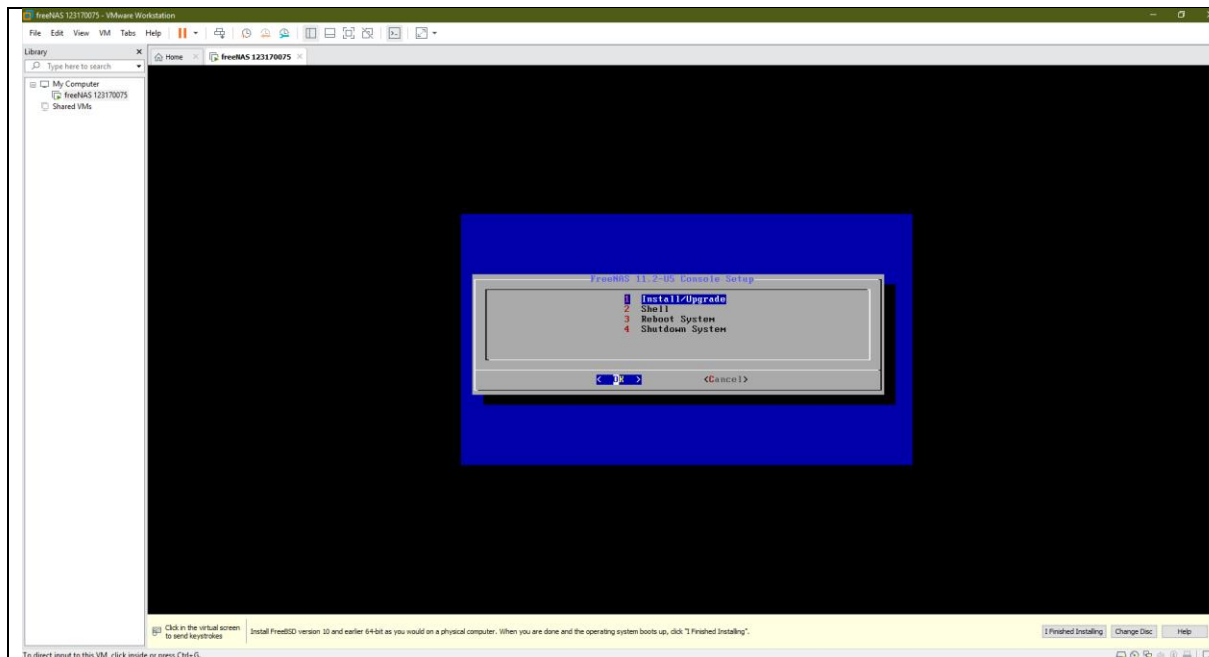 freeNAS 123170075 - VMware Workstation
File Edit View VM Tabs Help
Library
Type here to search
My Computer
freeNAS 123170075
Shared VMs
Home
freeNAS 123170075
FreeNAS 11.2-U5 Console Setup
1 Install/Upgrade
2 Shell
3 Reboot System
4 Shutdown System
< OK > <Cancel>
Click in the virtual screen
to send keystrokes
Install FreeBSD version 10 and earlier 64-bit as you would on a physical computer. When you are done and the operating system boots up, click "I Finished Installing".
I Finished Installing
Change Disc
Help
To direct input to this VM, click inside or press Ctrl+G.